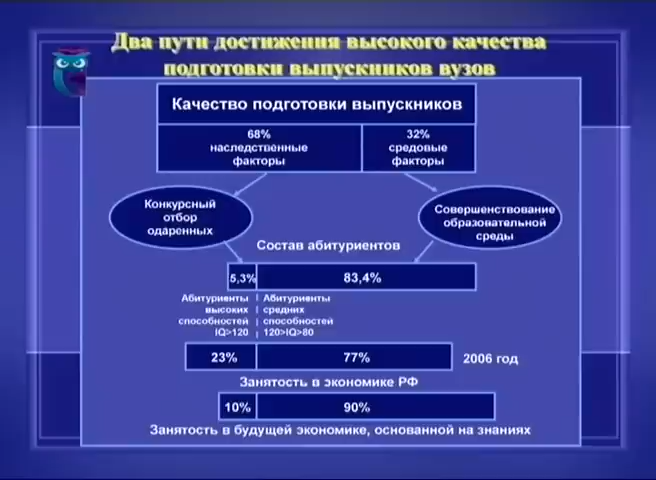 Два пути достижения высокого качества
подготовки выпускников вузов
Качество подготовки выпускников
68%
наследственные
факторы
32%
средовые
факторы
Конкурсный
отбор
одаренных
Совершенствование
образовательной
среды
Состав абитуриентов
5,3%
83,4%
Абитуриенты
высоких
способностей
IQ>120
Абитуриенты
средних
способностей
120>IQ>80
23%
77%
2006 год
Занятость в экономике РФ
10%
90%
Занятость в будущей экономике, основанной на знаниях